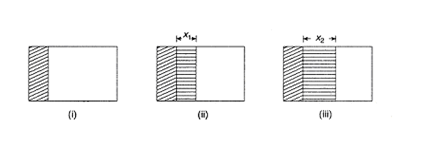 x₁
x₂
(i)
(ii)
(iii)